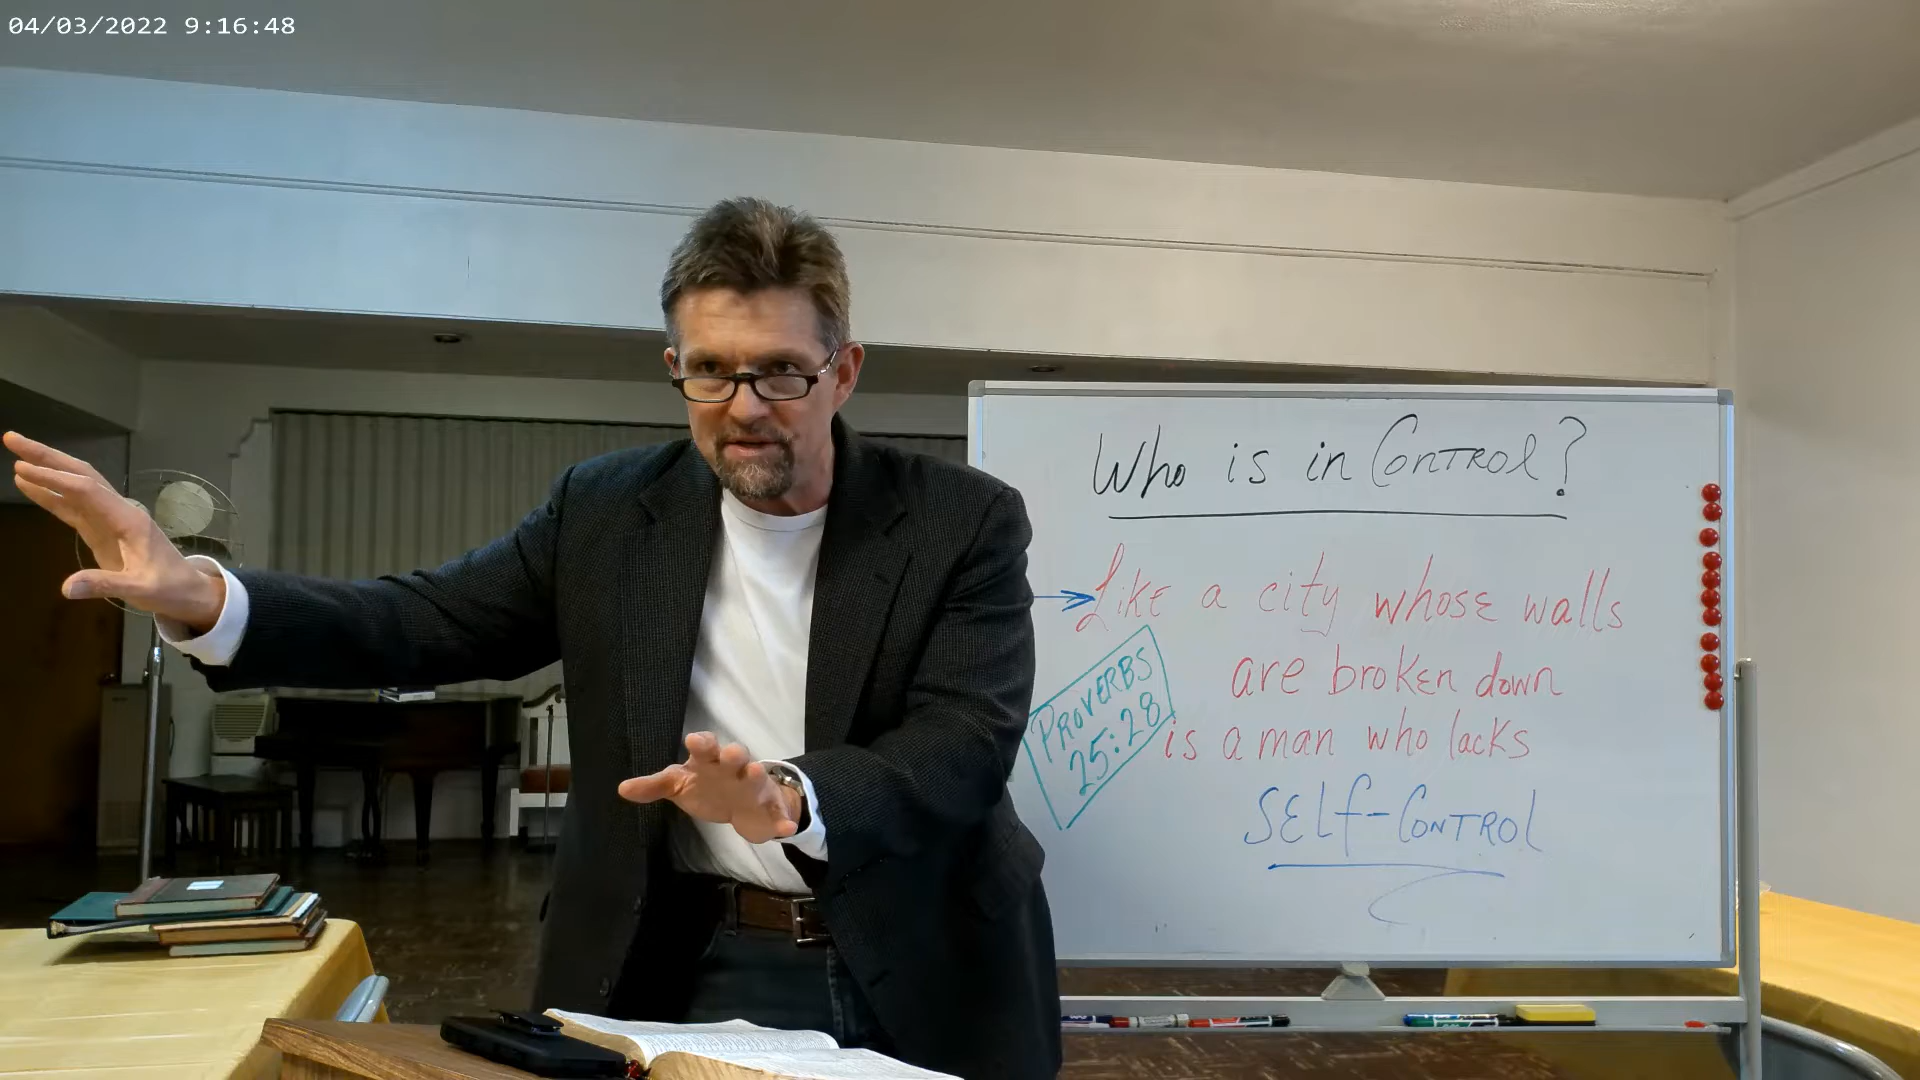 04/03/2022 9:16:48
Who is in Control?
Like a city whose walls
are broken down
is a man who lacks
Self-Control
PROVERBS
25:28